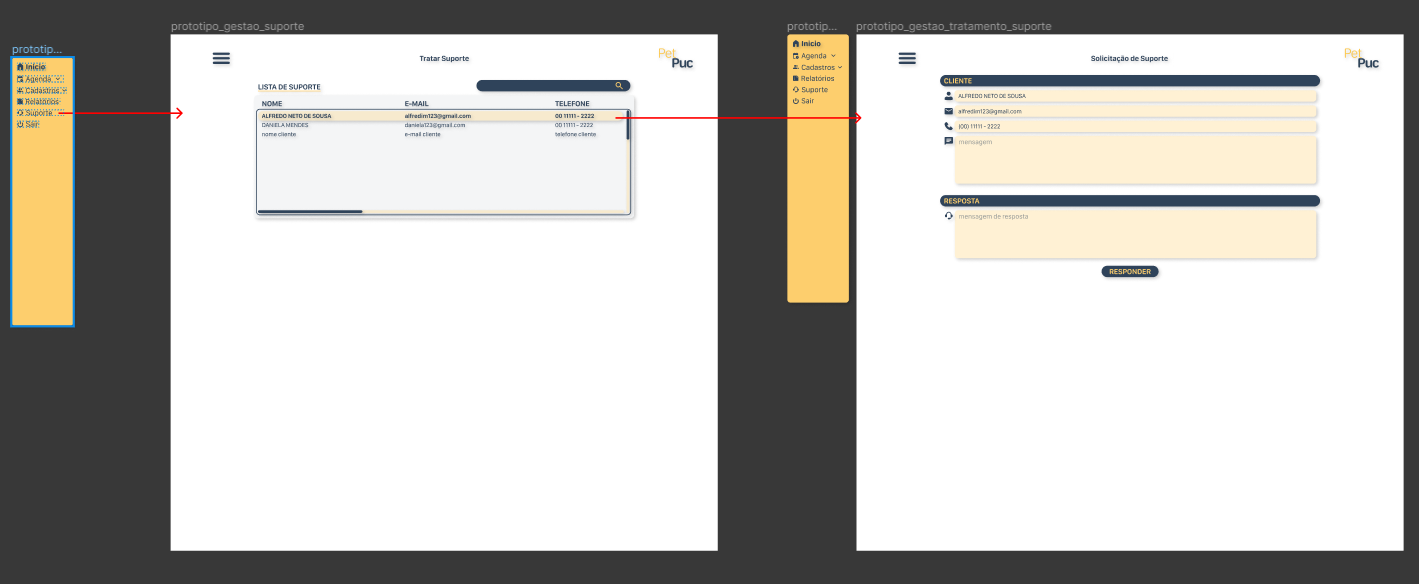 prototip...
Início
Agenda
Cadastros
Relatórios
Suporte
Sair
prototipo_gestao_suporte
Tratar Suporte
Pet
Puc
LISTA DE SUPORTE
NOME E-MAIL TELEFONE
ALFREDO NETO DE SOUSA alfredim123@gmail.com 00 11111 - 2222
DANIELA MENDES daniela123@gmail.com 00 11111 - 2222
nome cliente e-mail cliente telefone cliente
prototip...
Início
Agenda
Cadastros
Relatórios
Suporte
Sair
prototipo_gestao_tratamento_suporte
Solicitação de Suporte
Pet
Puc
CLIENTE
ALFREDO NETO DE SOUSA
alfredim123@gmail.com
(00) 11111 - 2222
mensagem
RESPOSTA
mensagem de resposta
RESPONDER